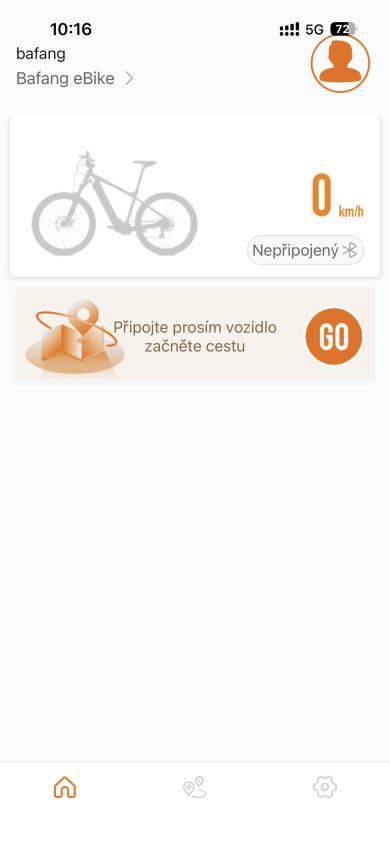 10:16
5G
72
bafang
Bafang eBike
0 km/h
Nepřipojený
Připojte prosím vozidlo
začněte cestu
GO